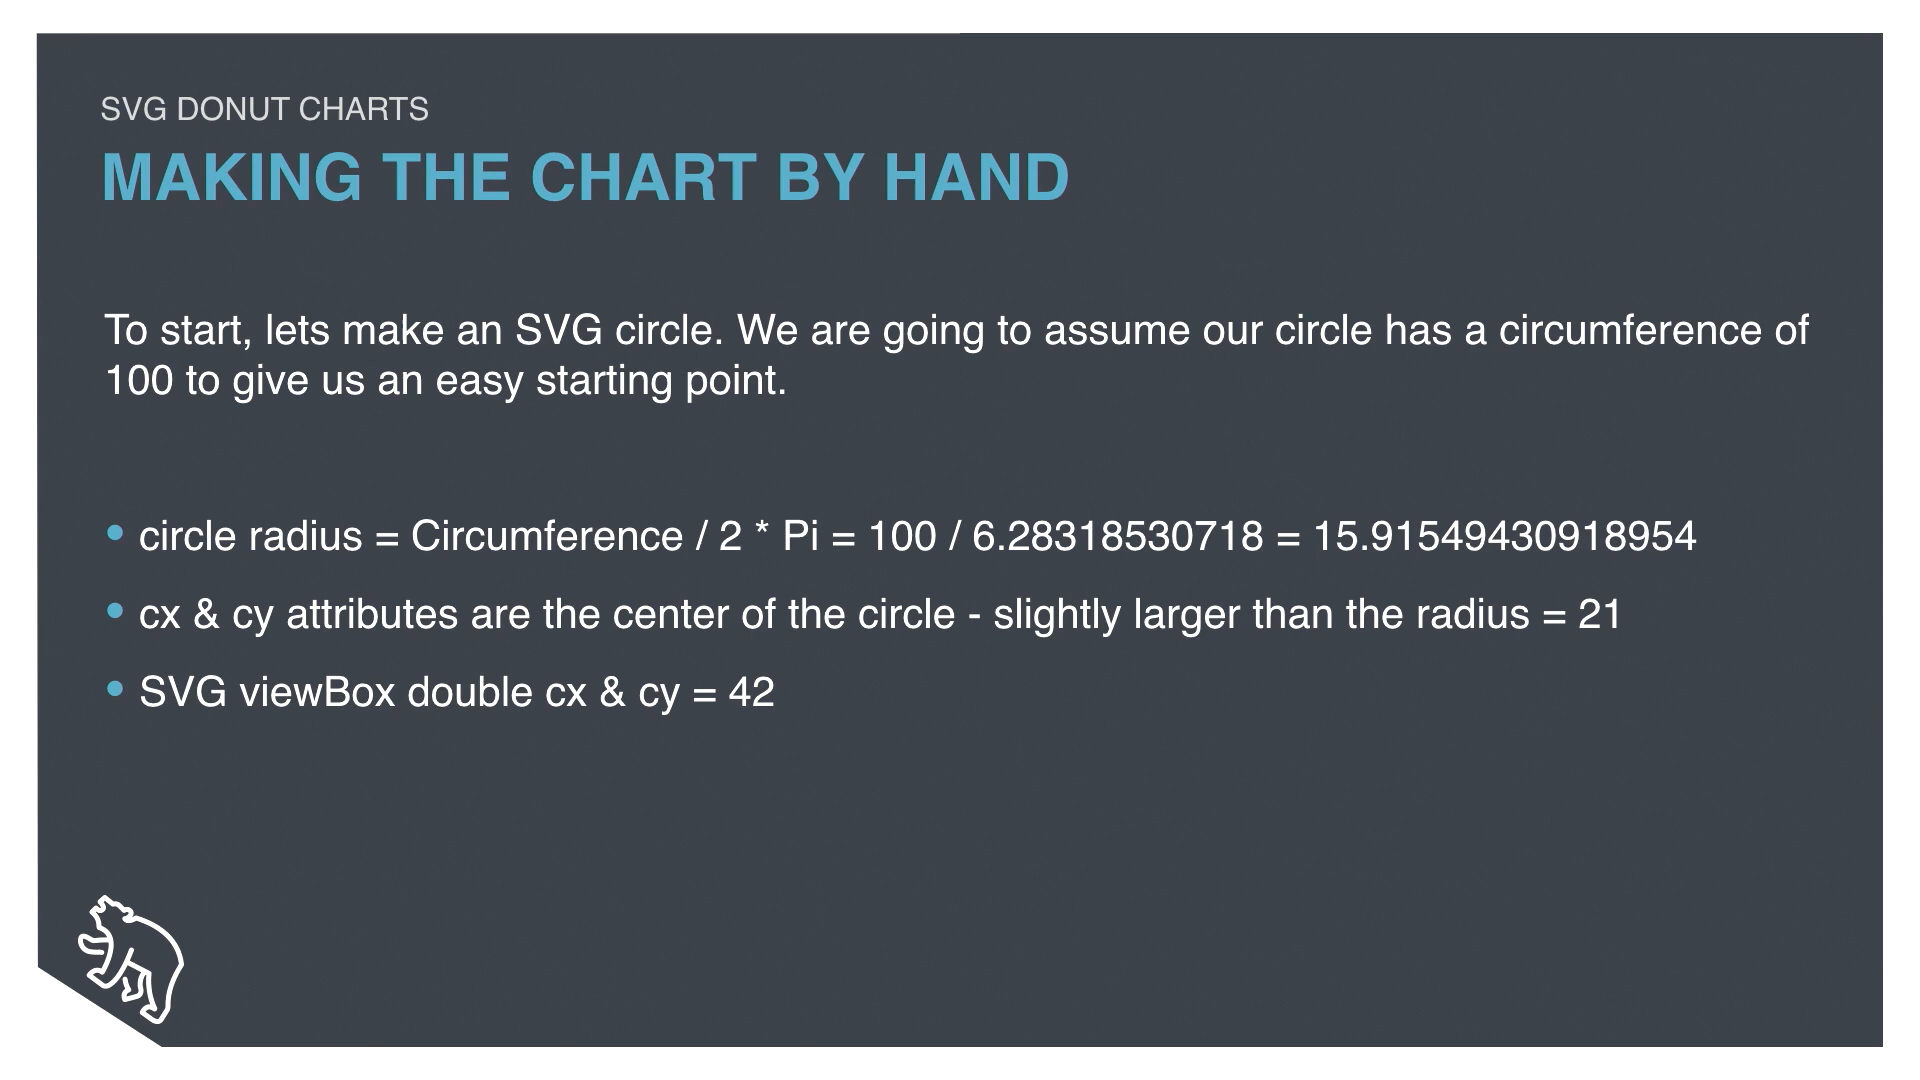 SVG DONUT CHARTS
MAKING THE CHART BY HAND
To start, lets make an SVG circle. We are going to assume our circle has a circumference of
100 to give us an easy starting point.
• circle radius = Circumference / 2 * Pi = 100 / 6.28318530718 = 15.91549430918954
• cx & cy attributes are the center of the circle - slightly larger than the radius = 21
• SVG viewBox double cx & cy = 42